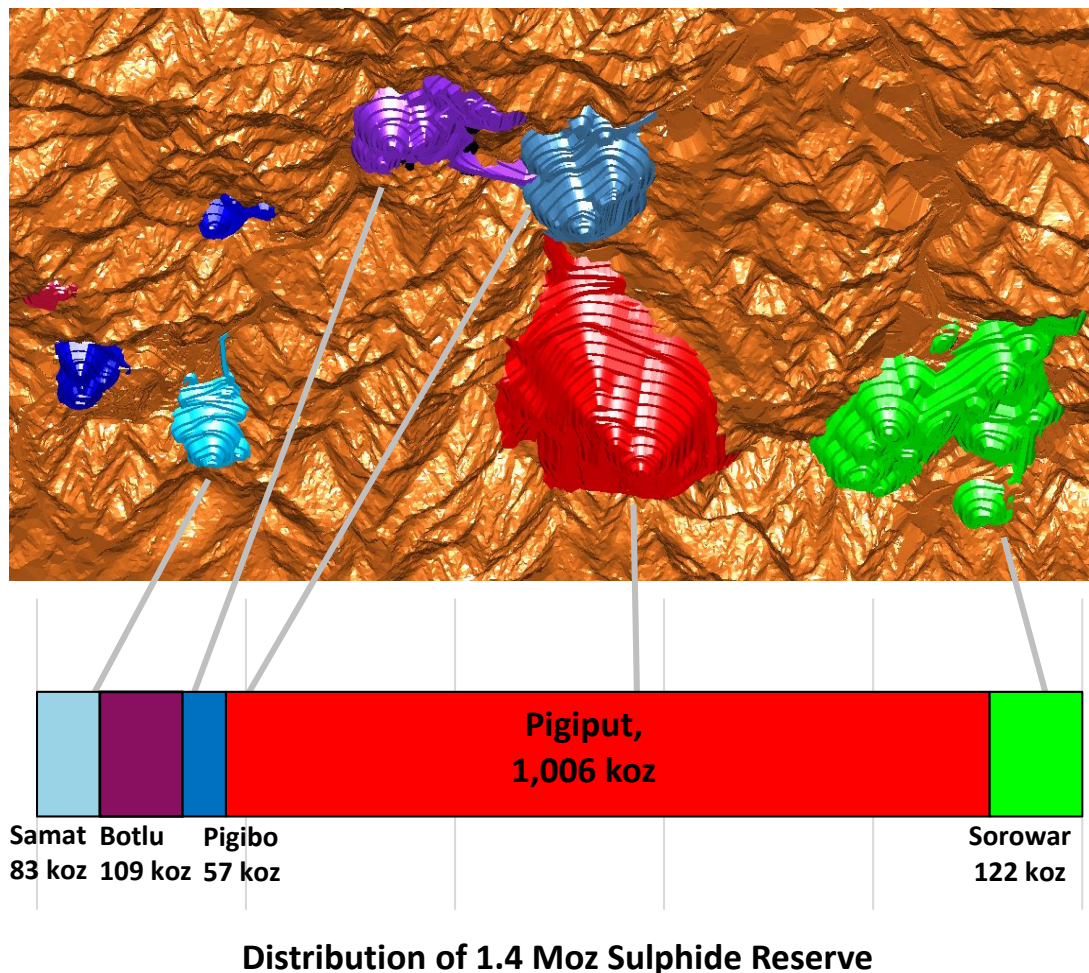 Pigiput,
1,006 koz
Samat
83 koz
Botlu
109 koz
Pigibo
57 koz
Sorowar
122 koz
Distribution of 1.4 Moz Sulphide Reserve